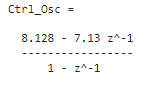 Ctrl_Osc =
8.128 - 7.13 z^-1
-----------------
1 - z^-1